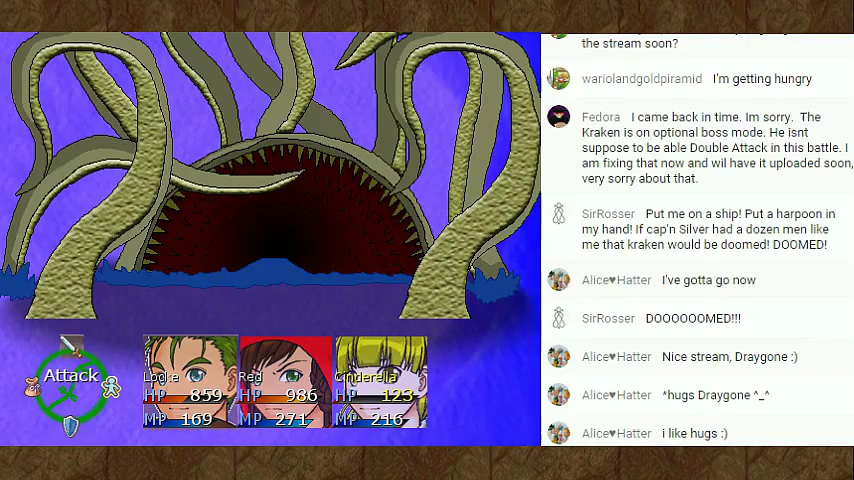 the stream soon?
wariolandgoldpiramid I'm getting hungry
Fedora I came back in time. Im sorry. The
Kraken is on optional boss mode. He isnt
suppose to be able Double Attack in this battle. I
am fixing that now and wil have it uploaded soon,
very sorry about that.
SirRosser Put me on a ship! Put a harpoon in
my hand! If cap'n Silver had a dozen men like
me that kraken would be doomed! DOOMED!
Alice♥Hatter I've gotta go now
SirRosser DOOOOOOMED!!!
Alice♥Hatter Nice stream, Draygone :)
Alice♥Hatter *hugs Draygone ^_^
Alice♥Hatter i like hugs :)
Attack
Locke Red Cinderella
HP 859 HP 986 HP 123
MP 169 MP 271 MP 216